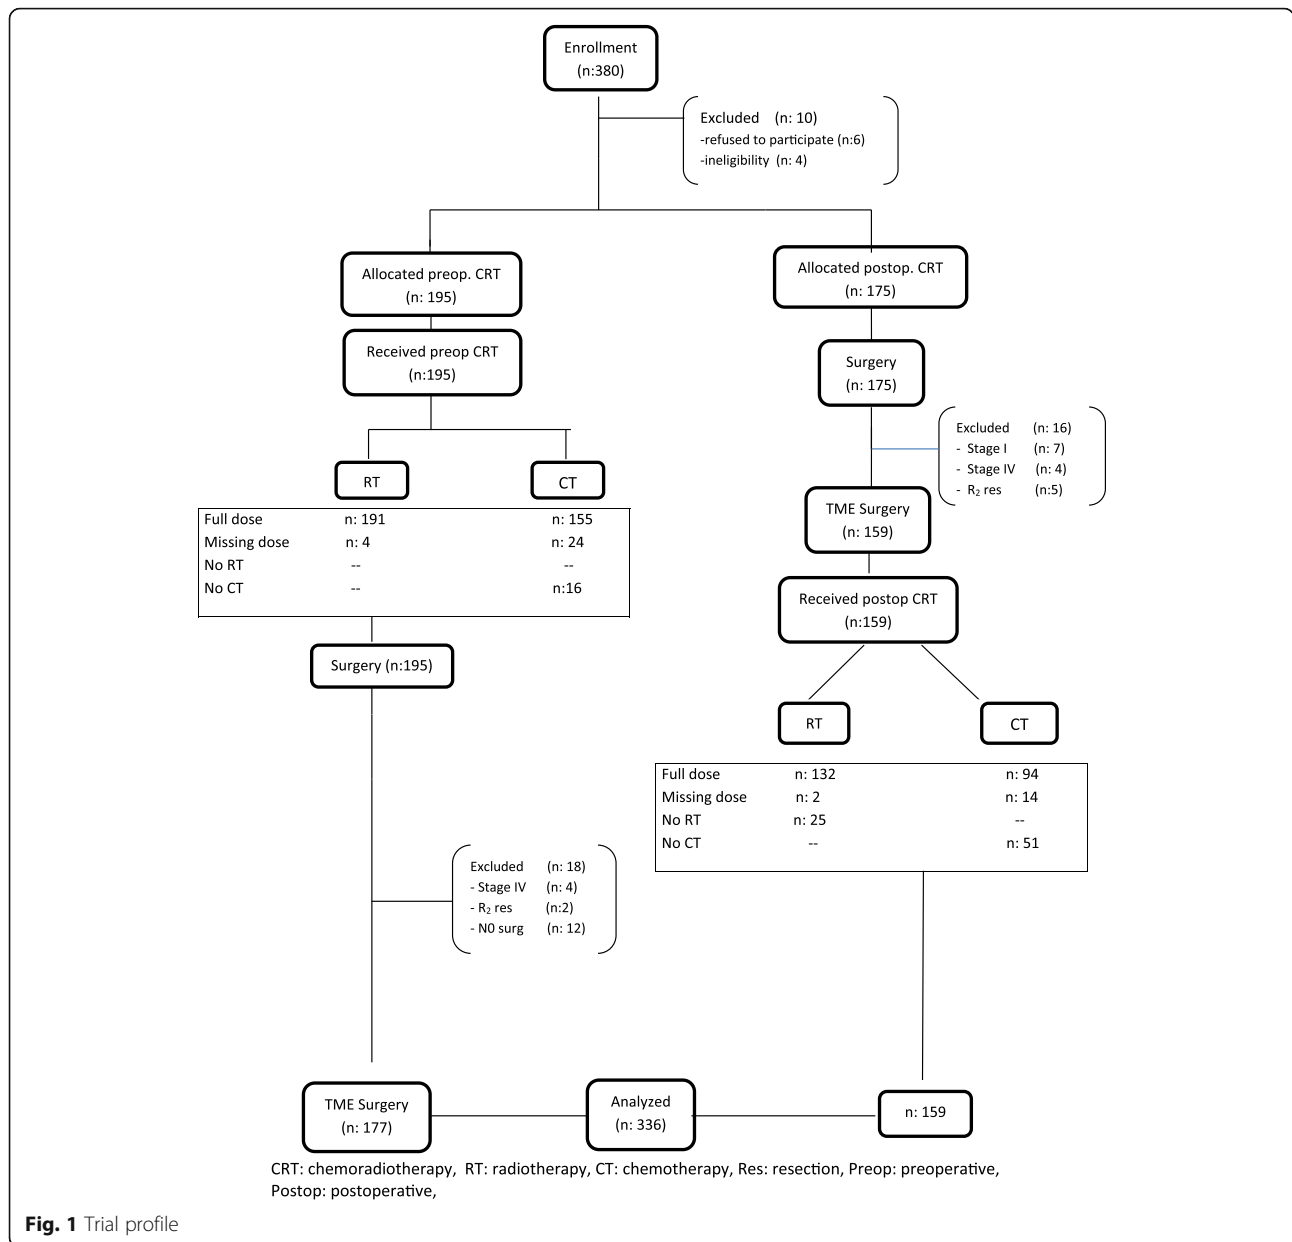 Enrollment
(n:380)
Excluded (n: 10)
-refused to participate (n:6)
-ineligibility (n: 4)
Allocated preop. CRT
(n: 195)
Received preop CRT
(n:195)
RT
CT
Full dose n: 191 n: 155
Missing dose n: 4 n: 24
No RT -- --
No CT -- n:16
Surgery (n:195)
Excluded (n: 18)
- Stage IV (n: 4)
- R₂ res (n:2)
- N0 surg (n: 12)
TME Surgery
(n: 177)
Allocated postop. CRT
(n: 175)
Surgery
(n: 175)
Excluded (n: 16)
- Stage I (n: 7)
- Stage IV (n: 4)
- R₂ res (n:5)
TME Surgery
(n: 159)
Received postop CRT
(n:159)
RT
CT
Full dose n: 132 n: 94
Missing dose n: 2 n: 14
No RT n: 25 --
No CT -- n: 51
Analyzed
(n: 336)
n: 159
CRT: chemoradiotherapy, RT: radiotherapy, CT: chemotherapy, Res: resection, Preop: preoperative,
Postop: postoperative,
Fig. 1 Trial profile